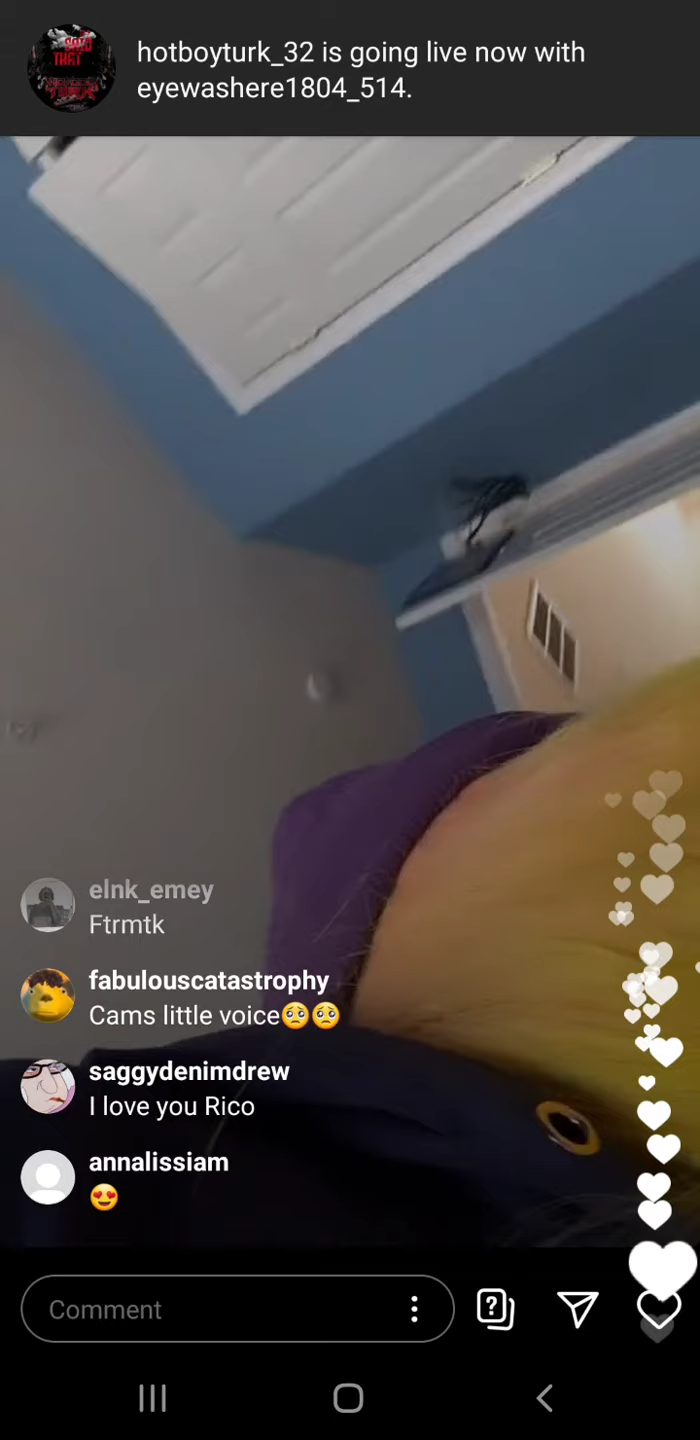 hotboyturk_32 is going live now with
eyewashere1804_514.
elnk_emey
Ftrmtk
fabulouscatastrophy
Cams little voice🥺🥺
saggydenimdrew
I love you Rico
annalissiam
😍
Comment